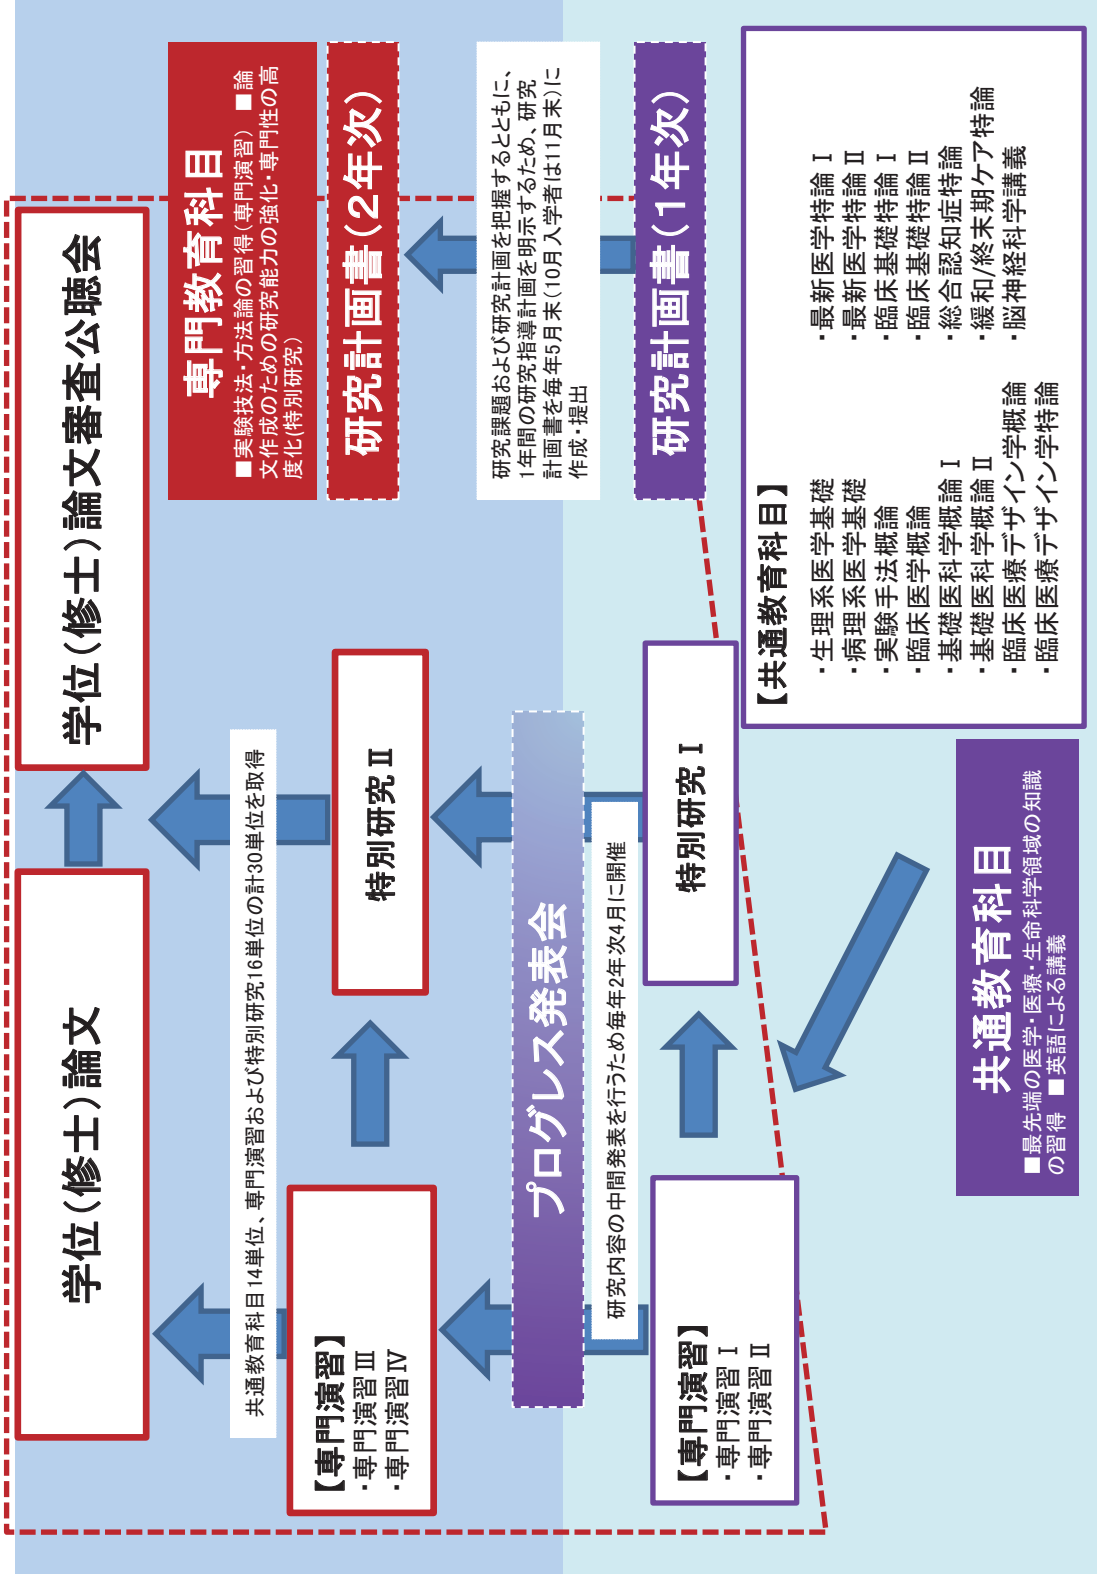 学位(修士)論文
学位(修士)論文審査公聴会
共通教育科目14単位、専門演習および特別研究16単位の計30単位を取得
専門教育科目
■実験技法・方法論の習得(専門演習) ■論
文作成のための研究能力の強化・専門性の高
度化(特別研究)
【専門演習】
・専門演習Ⅲ
・専門演習Ⅳ
特別研究Ⅱ
研究計画書(2年次)
プログレス発表会
研究内容の中間発表を行うため毎年2年次4月に開催
研究課題および研究計画を把握するとともに、
1年間の研究指導計画を明示するため、研究
計画書を毎年5月末(10月入学者は11月末)に
作成・提出
【専門演習】
・専門演習Ⅰ
・専門演習Ⅱ
特別研究Ⅰ
研究計画書(1年次)
共通教育科目
■最先端の医学・医療・生命科学領域の知識
の習得 ■英語による講義
【共通教育科目】
・生理系医学基礎
・病理系医学基礎
・実験手法概論
・臨床医学概論
・基礎医科学概論Ⅰ
・基礎医科学概論Ⅱ
・臨床医療デザイン学概論
・臨床医療デザイン学特論
・最新医学特論Ⅰ
・最新医学特論Ⅱ
・臨床基礎特論Ⅰ
・臨床基礎特論Ⅱ
・総合認知症特論
・緩和/終末期ケア特論
・脳神経科学講義